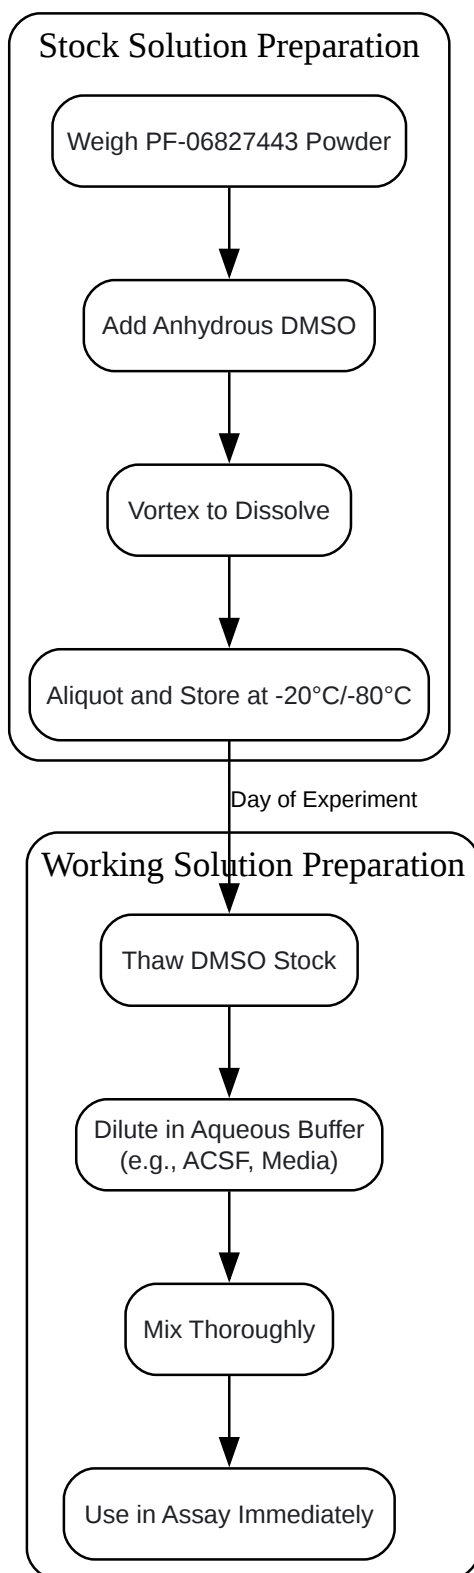 Stock Solution Preparation
Weigh PF-06827443 Powder
Add Anhydrous DMSO
Vortex to Dissolve
Aliquot and Store at -20°C/-80°C
Day of Experiment
Working Solution Preparation
Thaw DMSO Stock
Dilute in Aqueous Buffer
(e.g., ACSF, Media)
Mix Thoroughly
Use in Assay Immediately